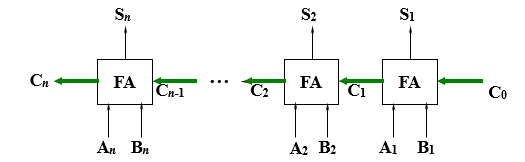 Sn S2 S1
Cn FA Cn-1 ... C2 FA C1 FA C0
An Bn A2 B2 A1 B1